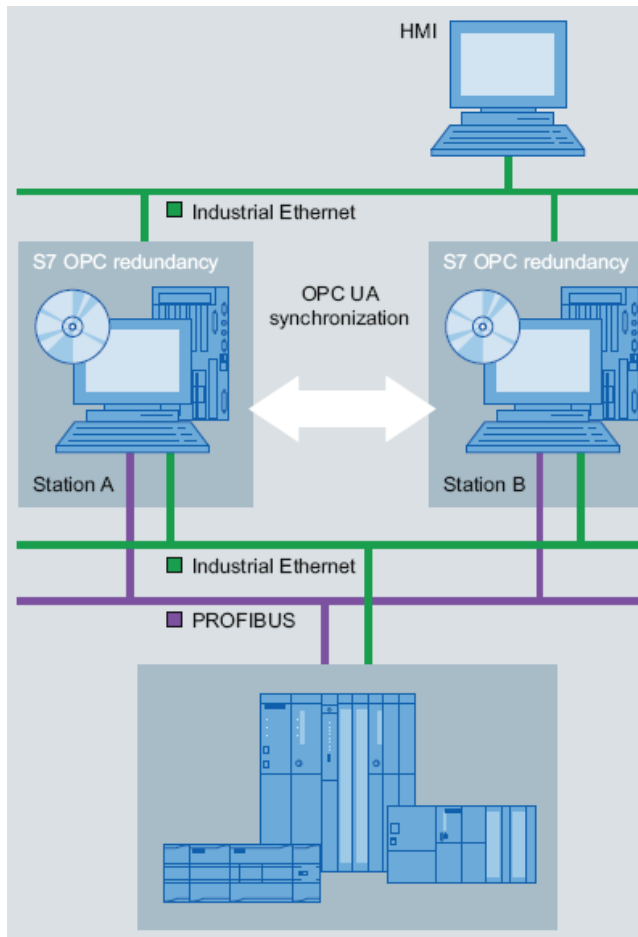 HMI
Industrial Ethernet
S7 OPC redundancy
S7 OPC redundancy
OPC UA
synchronization
Station A
Station B
Industrial Ethernet
PROFIBUS